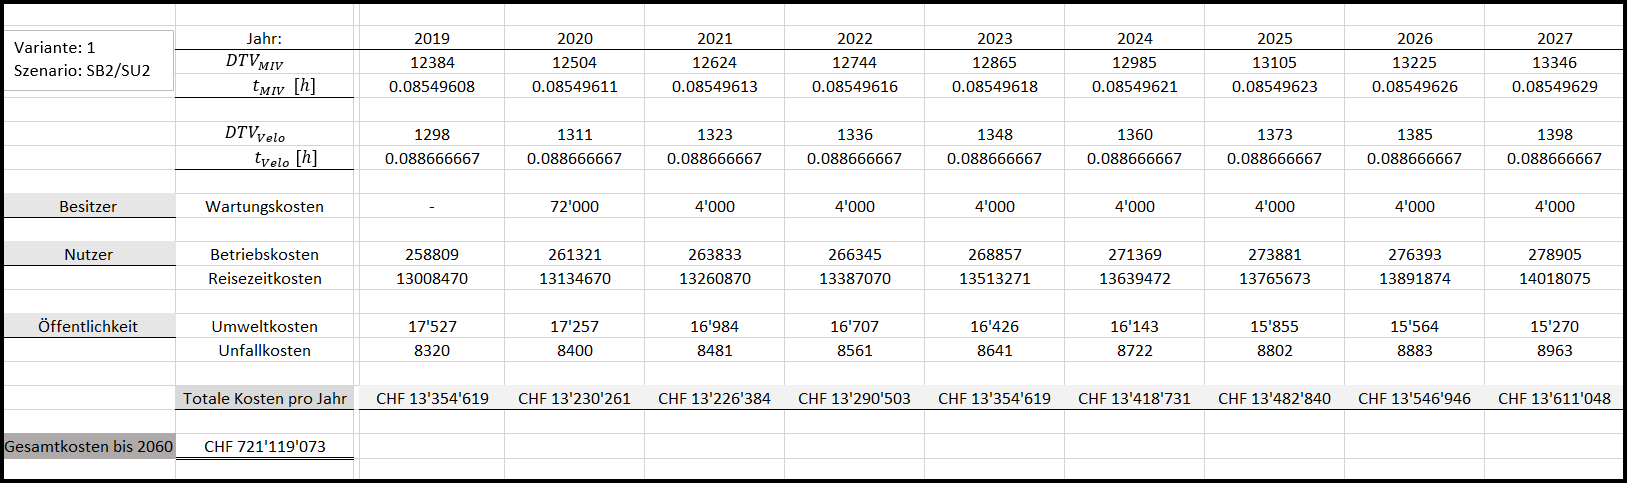 Variante: 1
Szenario: SB2/SU2
Jahr: 2019 2020 2021 2022 2023 2024 2025 2026 2027
DTV_MIV 12384 12504 12624 12744 12865 12985 13105 13225 13346
t_MIV [h] 0.08549608 0.08549611 0.08549613 0.08549616 0.08549618 0.08549621 0.08549623 0.08549626 0.08549629
DTV_Velo 1298 1311 1323 1336 1348 1360 1373 1385 1398
t_Velo [h] 0.088666667 0.088666667 0.088666667 0.088666667 0.088666667 0.088666667 0.088666667 0.088666667 0.088666667
Besitzer Wartungskosten - 72'000 4'000 4'000 4'000 4'000 4'000 4'000 4'000
Nutzer Betriebskosten 258809 261321 263833 266345 268857 271369 273881 276393 278905
Reisezeitkosten 13008470 13134670 13260870 13387070 13513271 13639472 13765673 13891874 14018075
Öffentlichkeit Umweltkosten 17'527 17'257 16'984 16'707 16'426 16'143 15'855 15'564 15'270
Unfallkosten 8320 8400 8481 8561 8641 8722 8802 8883 8963
Totale Kosten pro Jahr CHF 13'354'619 CHF 13'230'261 CHF 13'226'384 CHF 13'290'503 CHF 13'354'619 CHF 13'418'731 CHF 13'482'840 CHF 13'546'946 CHF 13'611'048
Gesamtkosten bis 2060 CHF 721'119'073